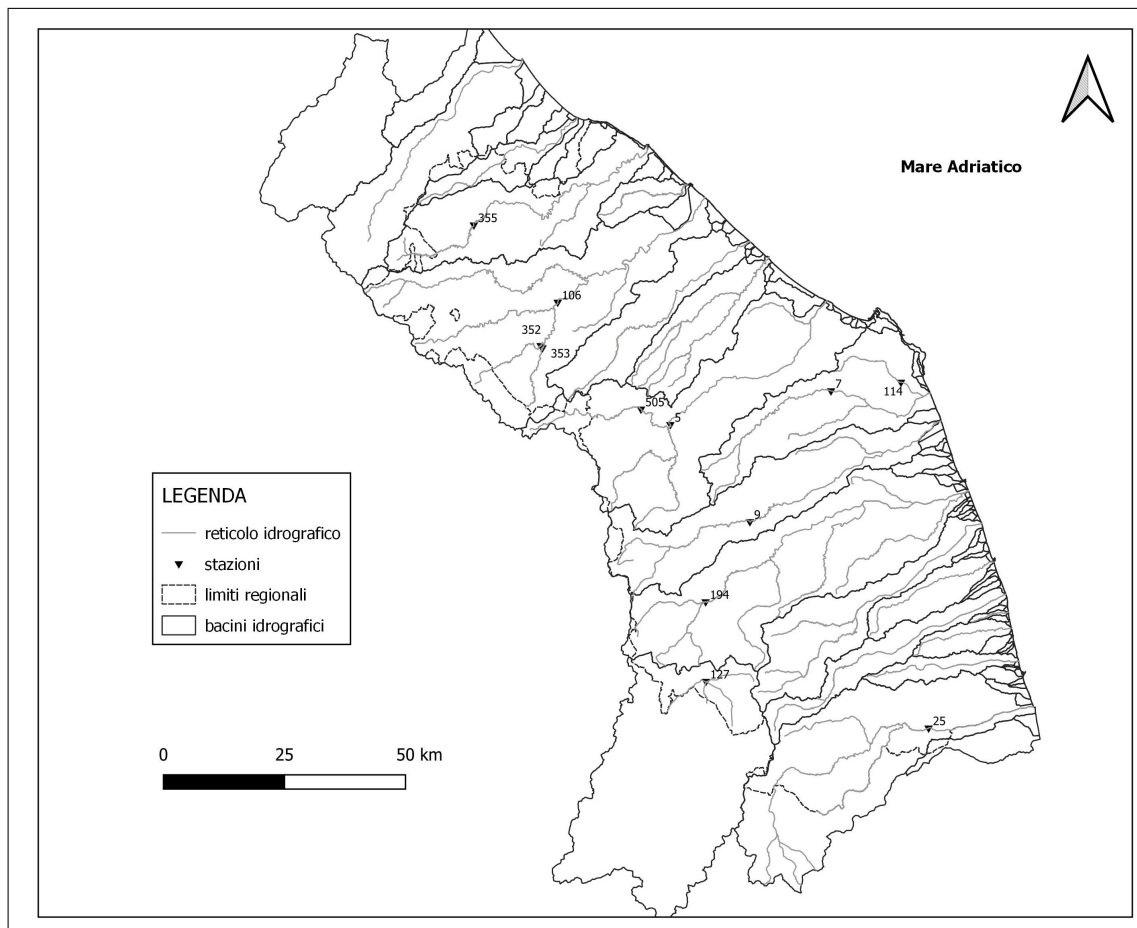 Mare Adriatico
355
106
352
353
505
5
7
114
9
194
127
25
LEGENDA
reticolo idrografico
stazioni
limiti regionali
bacini idrografici
0 25 50 km